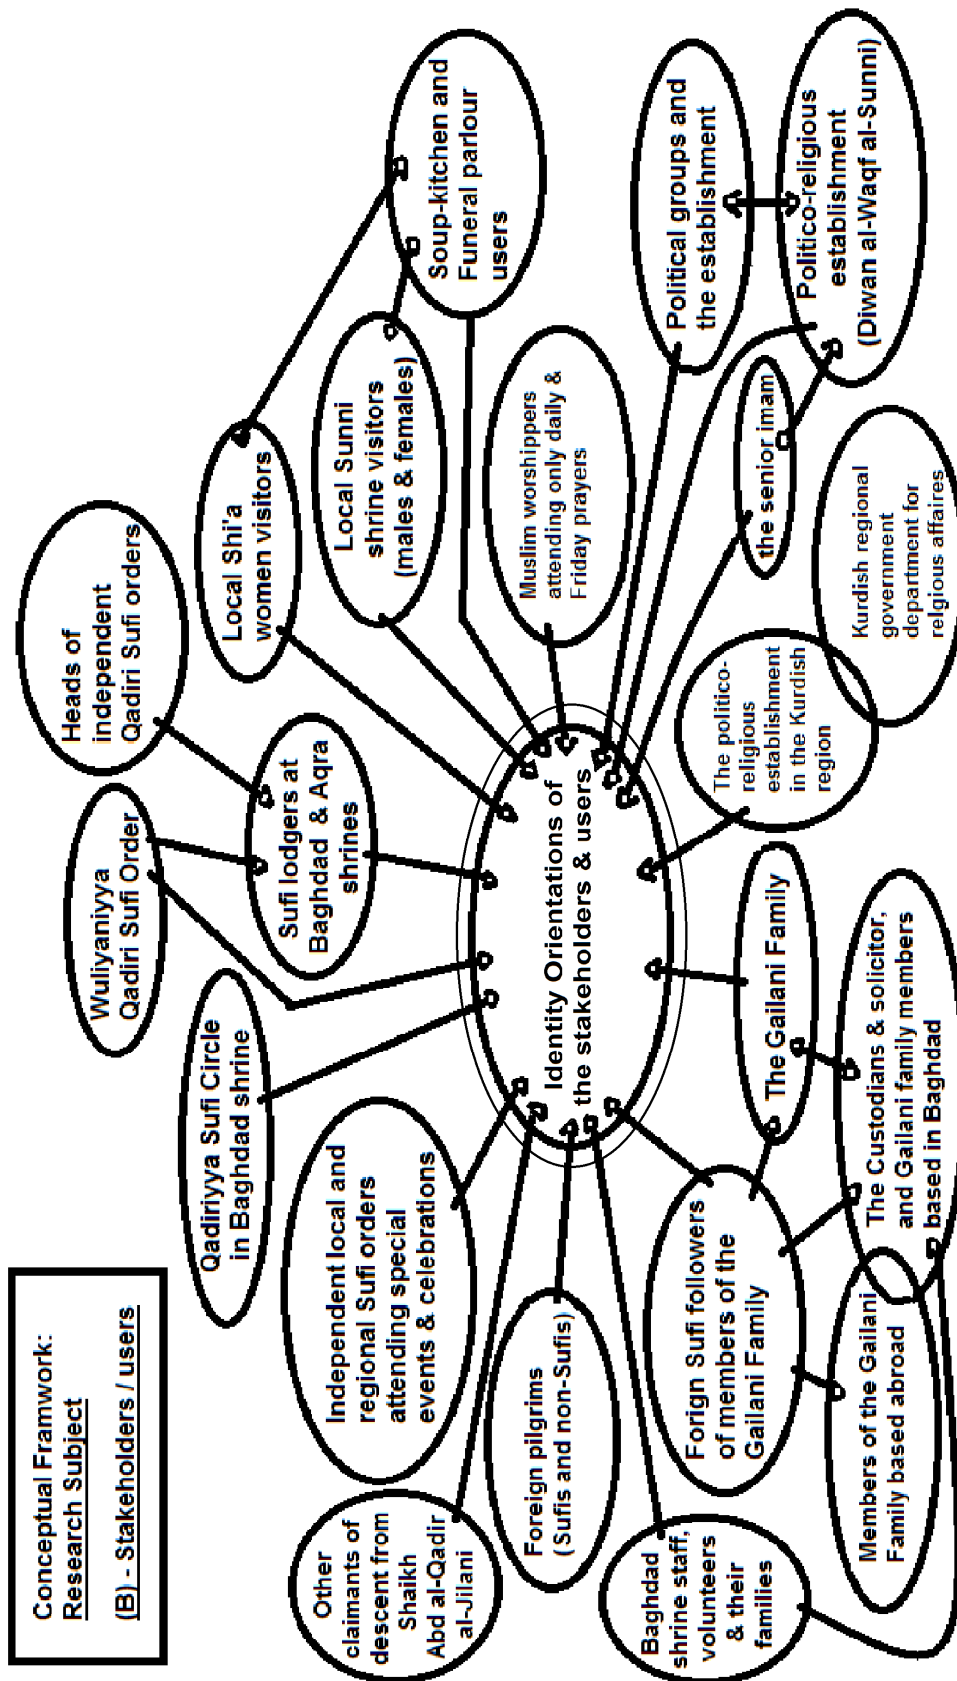 Conceptual Framwork:
Research Subject
(B) - Stakeholders / users
Qadiriyya Sufi Circle
in Baghdad shrine
Wuliyaniyya
Qadiri Sufi Order
Heads of
independent
Qadiri Sufi orders
Sufi lodgers at
Baghdad & Aqra
shrines
Local Shi'a
women visitors
Local Sunni
shrine visitors
(males & females)
Soup-kitchen and
Funeral parlour
users
Independent local and
regional Sufi orders
attending special
events & celebrations
Other
claimants of
descent from
Shaikh
Abd al-Qadir
al-Jilani
Foreign pilgrims
(Sufis and non-Sufis)
Identity Orientations of
the stakeholders & users
Muslim worshippers
attending only daily &
Friday prayers
Political groups and
the establishment
Politico-religious
establishment
(Diwan al-Waqf al-Sunni)
the senior imam
Baghdad
shrine staff,
volunteers
& their
families
Forign Sufi followers
of members of the
Gailani Family
The Gailani Family
The politico-
religious
establishment
in the Kurdish
region
Kurdish regional
government
department for
relgious affaires
Members of the Gailani
Family based abroad
The Custodians & solicitor,
and Gailani family members
based in Baghdad